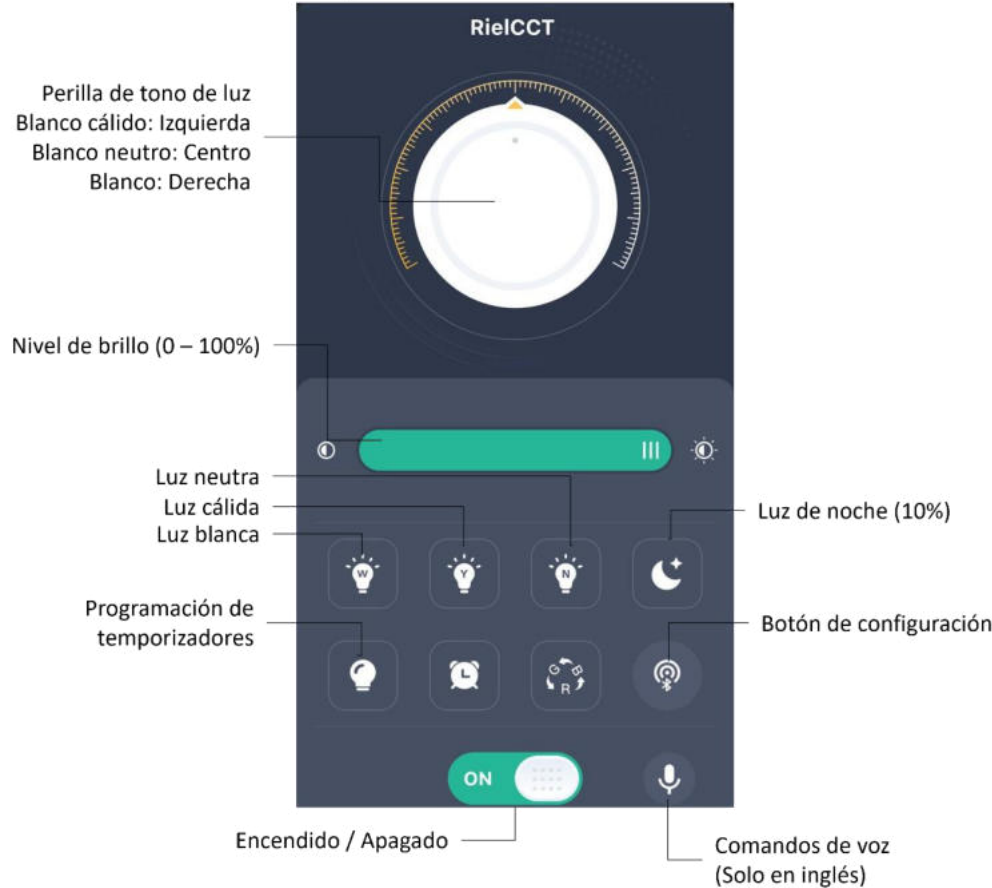 RielCCT
Perilla de tono de luz
Blanco cálido: Izquierda
Blanco neutro: Centro
Blanco: Derecha
Nivel de brillo (0 – 100%)
Luz neutra
Luz cálida
Luz blanca
Luz de noche (10%)
W
Y
N
Programación de
temporizadores
Botón de configuración
G B
R
ON
Encendido / Apagado
Comandos de voz
(Solo en inglés)